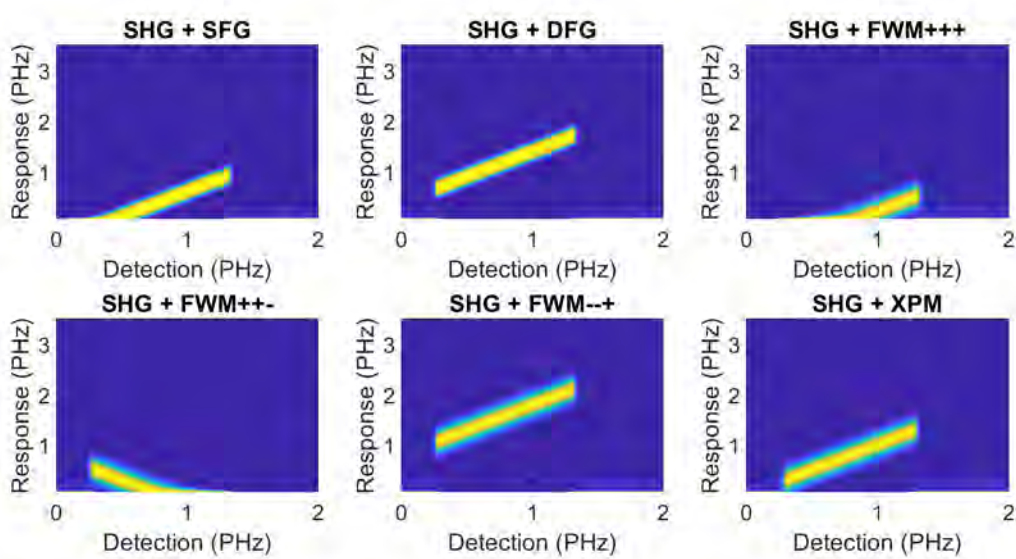 SHG + SFG
SHG + DFG
SHG + FWM+++
Response (PHz)
3
2
1
0
1
2
Detection (PHz)
Response (PHz)
3
2
1
0
1
2
Detection (PHz)
Response (PHz)
3
2
1
0
1
2
Detection (PHz)
SHG + FWM++-
SHG + FWM--+
SHG + XPM
Response (PHz)
3
2
1
0
1
2
Detection (PHz)
Response (PHz)
3
2
1
0
1
2
Detection (PHz)
Response (PHz)
3
2
1
0
1
2
Detection (PHz)